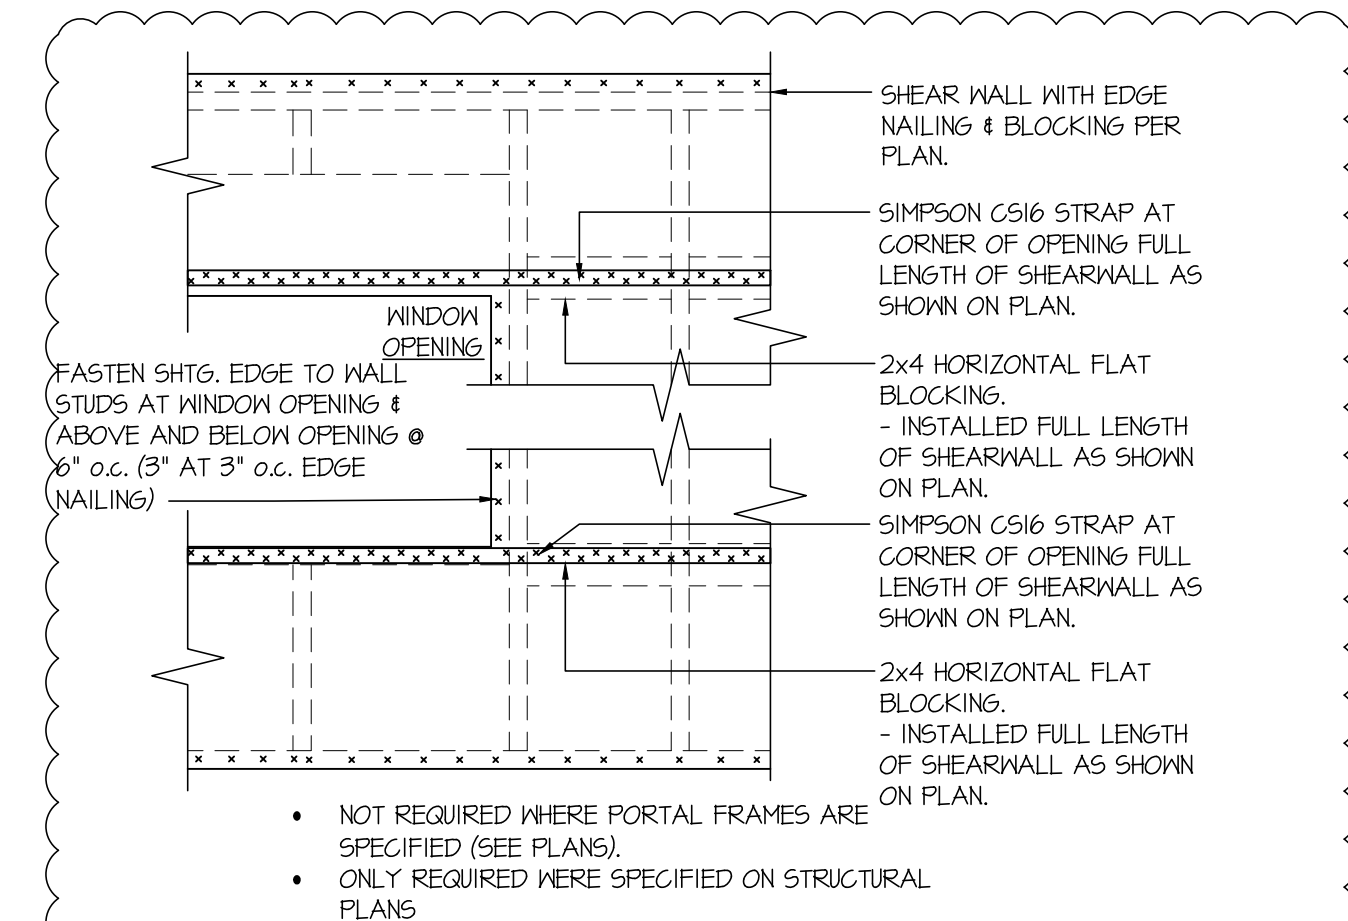 SHEAR WALL WITH EDGE
NAILING & BLOCKING PER
PLAN.
SIMPSON CS16 STRAP AT
CORNER OF OPENING FULL
LENGTH OF SHEARWALL AS
SHOWN ON PLAN.
WINDOW
OPENING
2x4 HORIZONTAL FLAT
BLOCKING.
- INSTALLED FULL LENGTH
OF SHEARWALL AS SHOWN
ON PLAN.
FASTEN SHTG. EDGE TO WALL
STUDS AT WINDOW OPENING &
ABOVE AND BELOW OPENING @
6" o.c. (3" AT 3" o.c. EDGE
NAILING)
SIMPSON CS16 STRAP AT
CORNER OF OPENING FULL
LENGTH OF SHEARWALL AS
SHOWN ON PLAN.
2x4 HORIZONTAL FLAT
BLOCKING.
- INSTALLED FULL LENGTH
OF SHEARWALL AS SHOWN
ON PLAN.
• NOT REQUIRED WHERE PORTAL FRAMES ARE
SPECIFIED (SEE PLANS).
• ONLY REQUIRED WERE SPECIFIED ON STRUCTURAL
PLANS